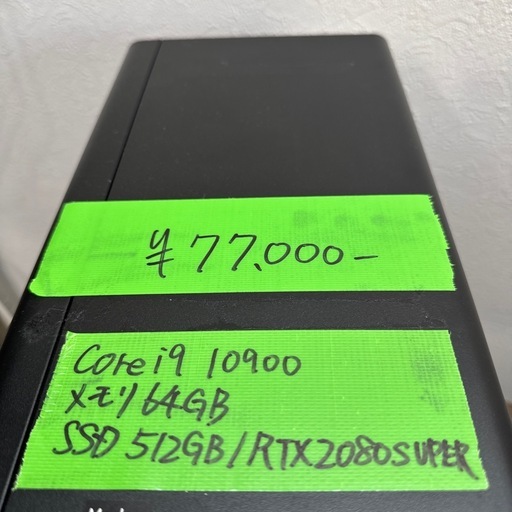 ¥77,000-
Core i9 10900
メモリ64GB
SSD 512GB/RTX2080SUPER